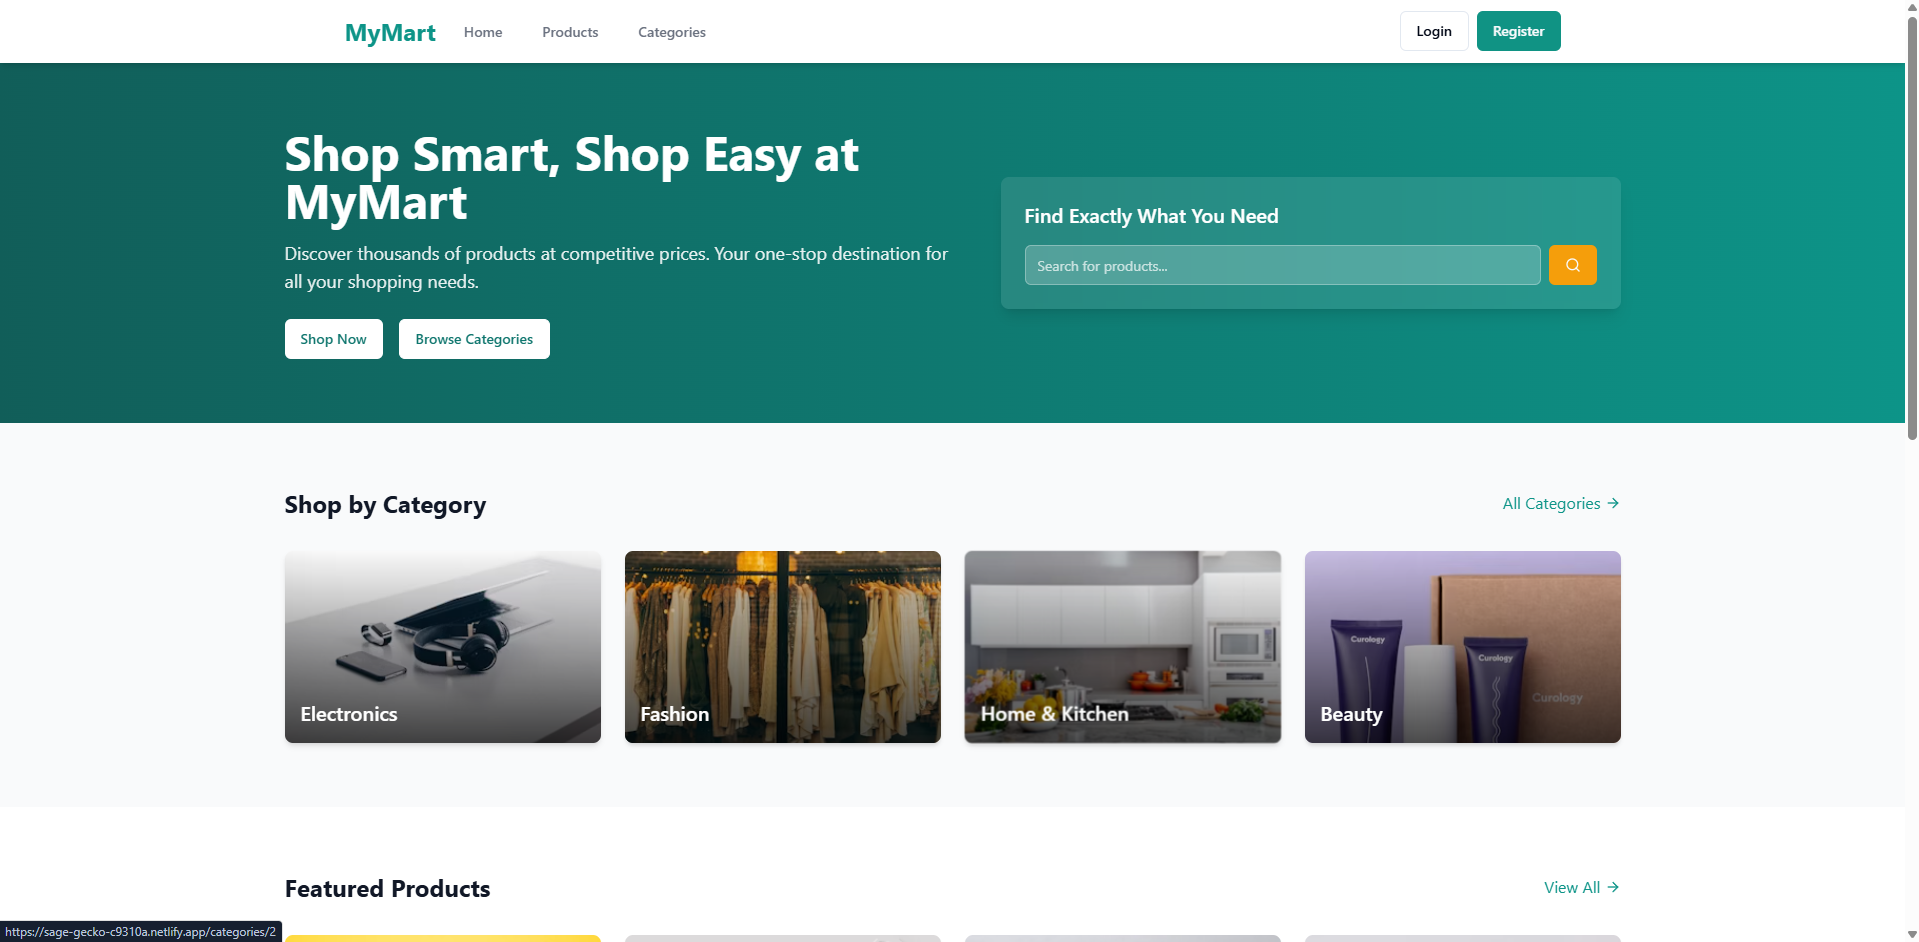 MyMart
Home
Products
Categories
Login
Register
Shop Smart, Shop Easy at
MyMart
Discover thousands of products at competitive prices. Your one-stop destination for
all your shopping needs.
Shop Now
Browse Categories
Find Exactly What You Need
Search for products...
Shop by Category
All Categories →
Electronics
Fashion
Home & Kitchen
Curology
Curology
Curology
Beauty
Featured Products
View All →
https://sage-gecko-c9310a.netlify.app/categories/2